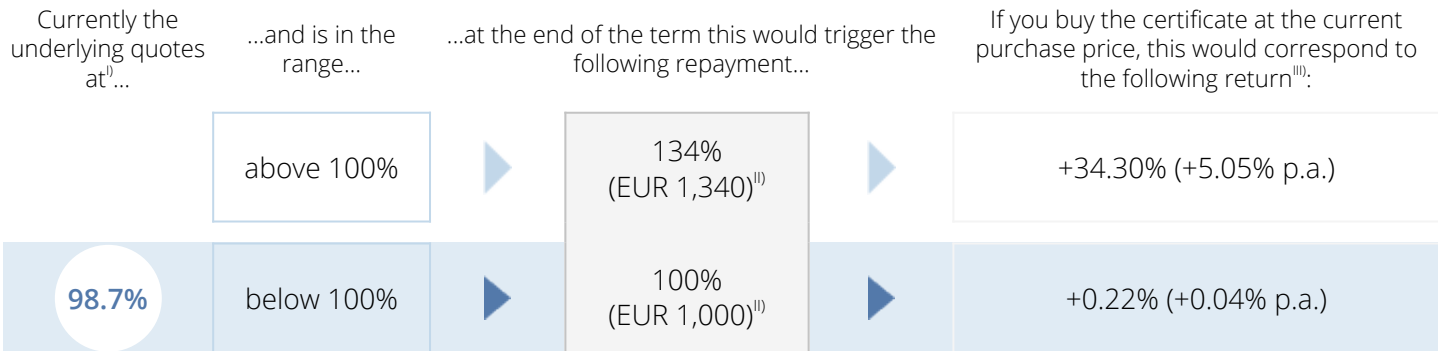 Currently the
underlying quotes
at^I)...
...and is in the
range...
...at the end of the term this would trigger the
following repayment...
If you buy the certificate at the current
purchase price, this would correspond to
the following return^III):
above 100%
134%
(EUR 1,340)^II)
+34.30% (+5.05% p.a.)
98.7%
below 100%
100%
(EUR 1,000)^II)
+0.22% (+0.04% p.a.)